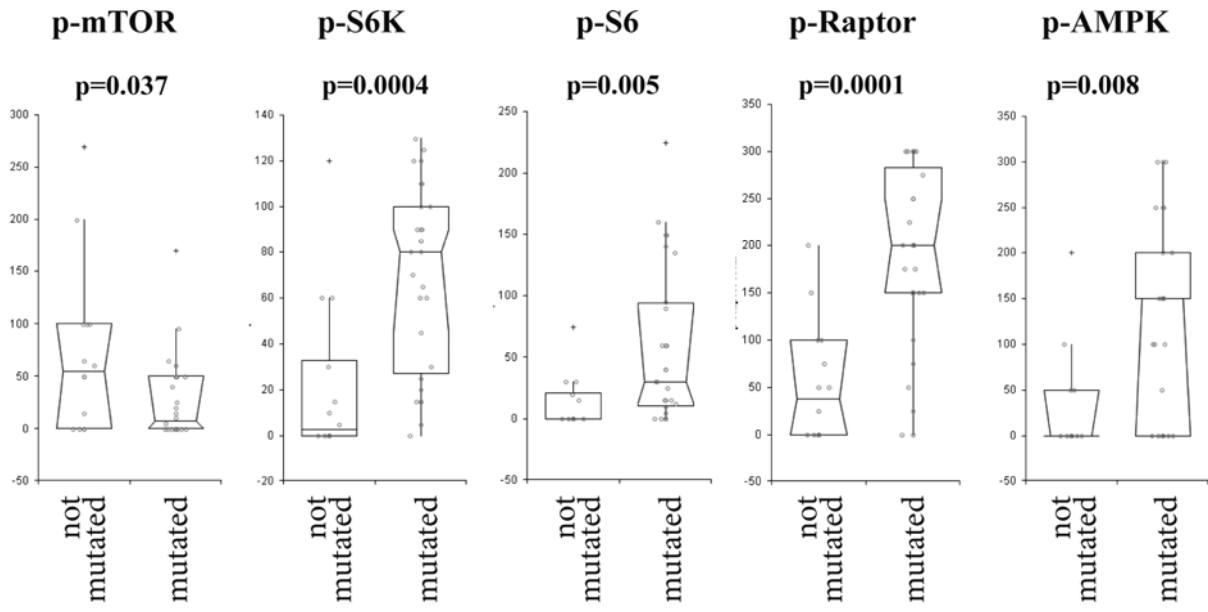 p-mTOR
p-S6K
p-S6
p-Raptor
p-AMPK
p=0.037
p=0.0004
p=0.005
p=0.0001
p=0.008
300
250
200
150
100
50
0
-50
not
mutated
mutated
140
120
100
80
60
40
20
0
-20
not
mutated
mutated
250
200
150
100
50
0
-50
not
mutated
mutated
350
300
250
200
150
100
50
0
-50
not
mutated
mutated
350
300
250
200
150
100
50
0
-50
not
mutated
mutated